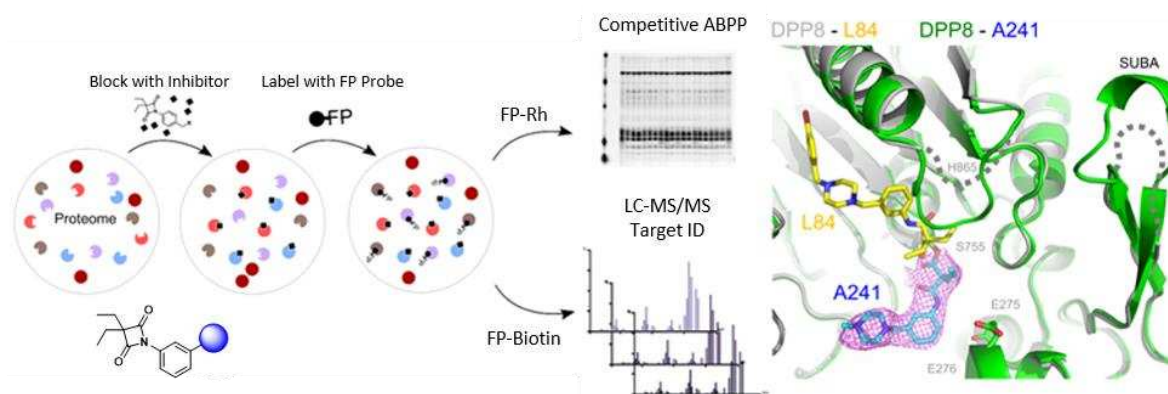 Block with Inhibitor
Label with FP Probe
FP
Proteome
O
N
O
FP-Rh
FP-Biotin
Competitive ABPP
LC-MS/MS
Target ID
DPP8 - L84
DPP8 - A241
SUBA
H865
L84
S755
A241
E275
E276